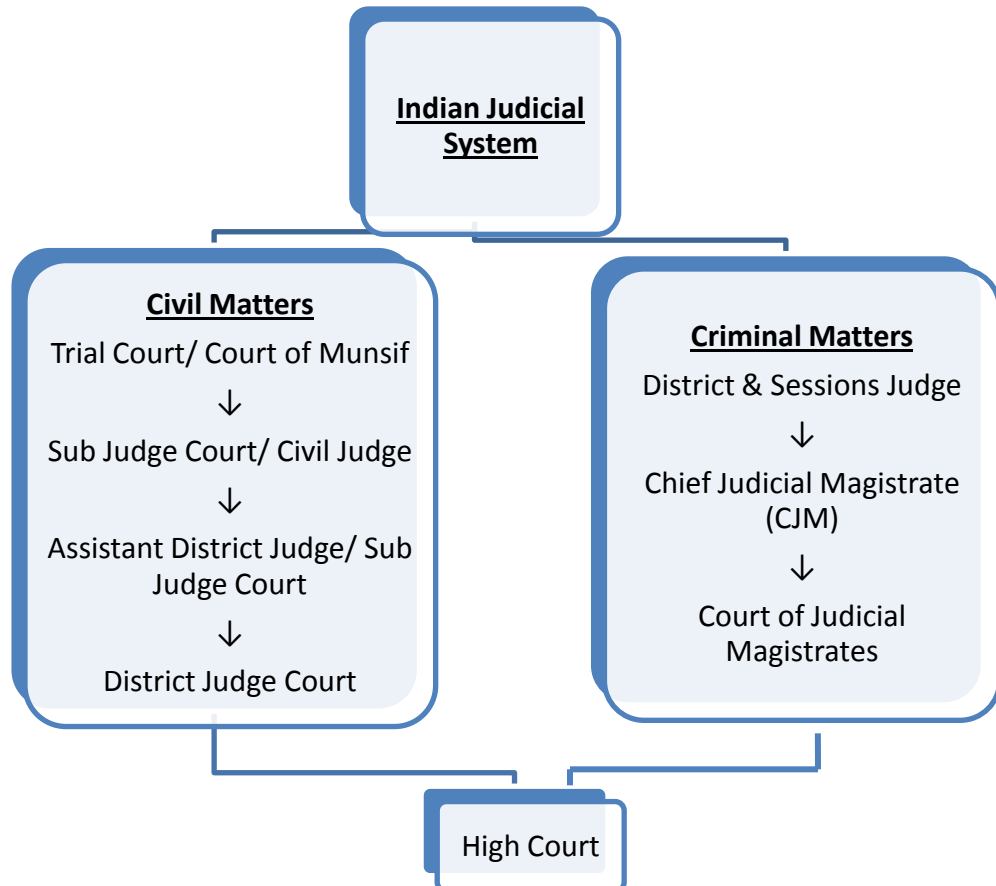 Indian Judicial
System
Civil Matters
Trial Court/ Court of Munsif
↓
Sub Judge Court/ Civil Judge
↓
Assistant District Judge/ Sub
Judge Court
↓
District Judge Court
Criminal Matters
District & Sessions Judge
↓
Chief Judicial Magistrate
(CJM)
↓
Court of Judicial
Magistrates
High Court